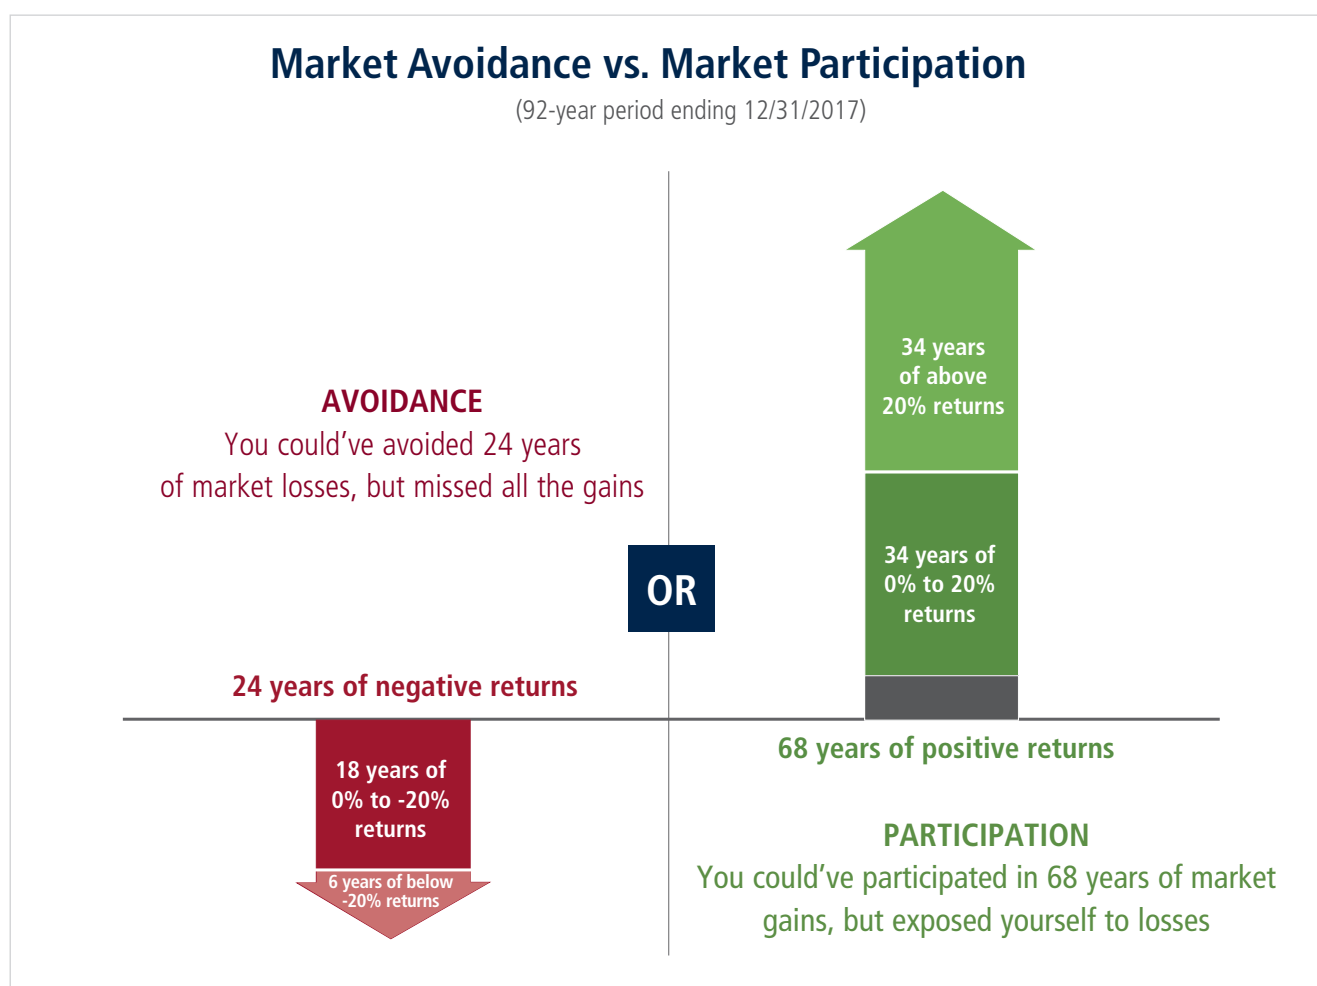 Market Avoidance vs. Market Participation
(92-year period ending 12/31/2017)
AVOIDANCE
You could’ve avoided 24 years
of market losses, but missed all the gains
24 years of negative returns
18 years of
0% to -20%
returns
6 years of below
-20% returns
OR
34 years
of above
20% returns
34 years of
0% to 20%
returns
68 years of positive returns
PARTICIPATION
You could’ve participated in 68 years of market
gains, but exposed yourself to losses